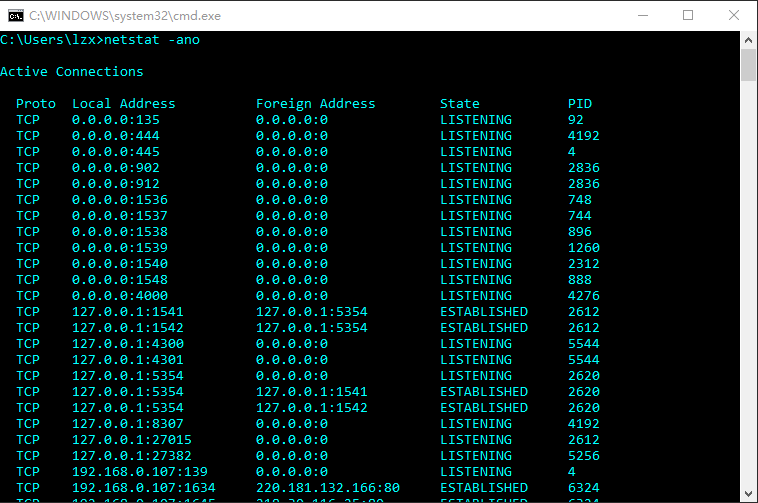 C:\WINDOWS\system32\cmd.exe
C:\Users\lzx>netstat -ano
Active Connections
Proto Local Address Foreign Address State PID
TCP 0.0.0.0:135 0.0.0.0:0 LISTENING 92
TCP 0.0.0.0:444 0.0.0.0:0 LISTENING 4192
TCP 0.0.0.0:445 0.0.0.0:0 LISTENING 4
TCP 0.0.0.0:902 0.0.0.0:0 LISTENING 2836
TCP 0.0.0.0:912 0.0.0.0:0 LISTENING 2836
TCP 0.0.0.0:1536 0.0.0.0:0 LISTENING 748
TCP 0.0.0.0:1537 0.0.0.0:0 LISTENING 744
TCP 0.0.0.0:1538 0.0.0.0:0 LISTENING 896
TCP 0.0.0.0:1539 0.0.0.0:0 LISTENING 1260
TCP 0.0.0.0:1540 0.0.0.0:0 LISTENING 2312
TCP 0.0.0.0:1548 0.0.0.0:0 LISTENING 888
TCP 0.0.0.0:4000 0.0.0.0:0 LISTENING 4276
TCP 127.0.0.1:1541 127.0.0.1:5354 ESTABLISHED 2612
TCP 127.0.0.1:1542 127.0.0.1:5354 ESTABLISHED 2612
TCP 127.0.0.1:4300 0.0.0.0:0 LISTENING 5544
TCP 127.0.0.1:4301 0.0.0.0:0 LISTENING 5544
TCP 127.0.0.1:5354 0.0.0.0:0 LISTENING 2620
TCP 127.0.0.1:5354 127.0.0.1:1541 ESTABLISHED 2620
TCP 127.0.0.1:5354 127.0.0.1:1542 ESTABLISHED 2620
TCP 127.0.0.1:8307 0.0.0.0:0 LISTENING 4192
TCP 127.0.0.1:27015 0.0.0.0:0 LISTENING 2612
TCP 127.0.0.1:27382 0.0.0.0:0 LISTENING 5256
TCP 192.168.0.107:139 0.0.0.0:0 LISTENING 4
TCP 192.168.0.107:1634 220.181.132.166:80 ESTABLISHED 6324